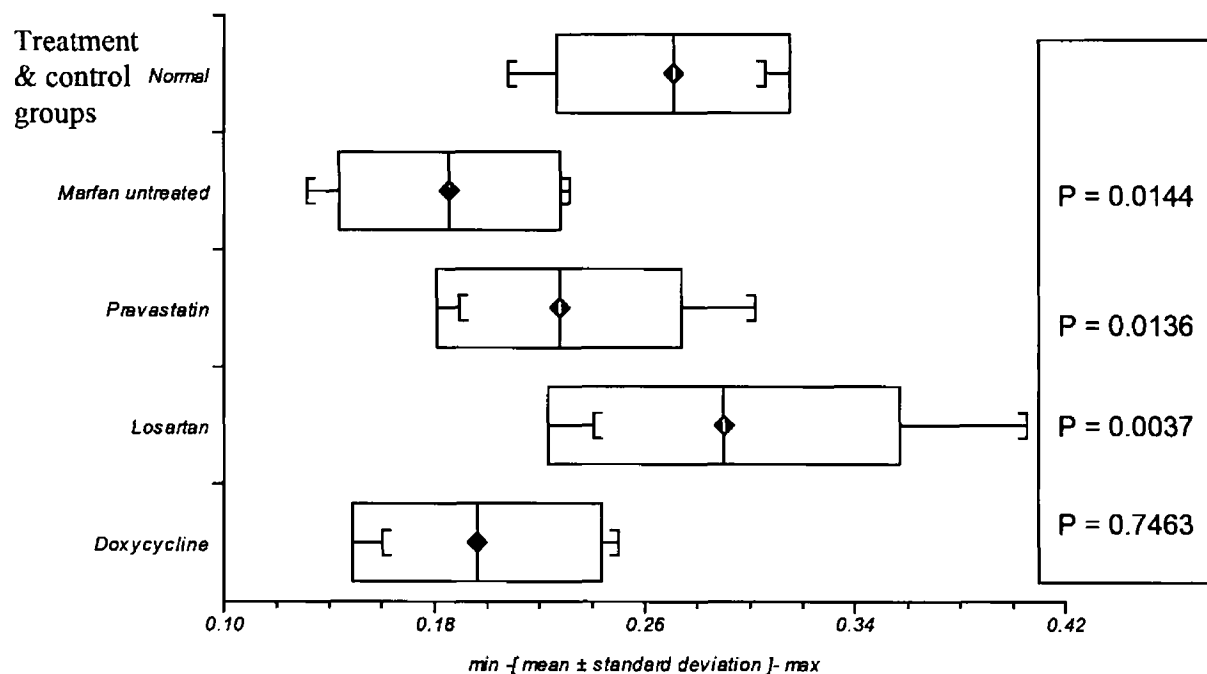 Treatment
& control
groups
Normal
Marfan untreated
Pravastatin
Losartan
Doxycycline
P = 0.0144
P = 0.0136
P = 0.0037
P = 0.7463
0.10 0.18 0.26 0.34 0.42
min -[ mean ± standard deviation ]- max